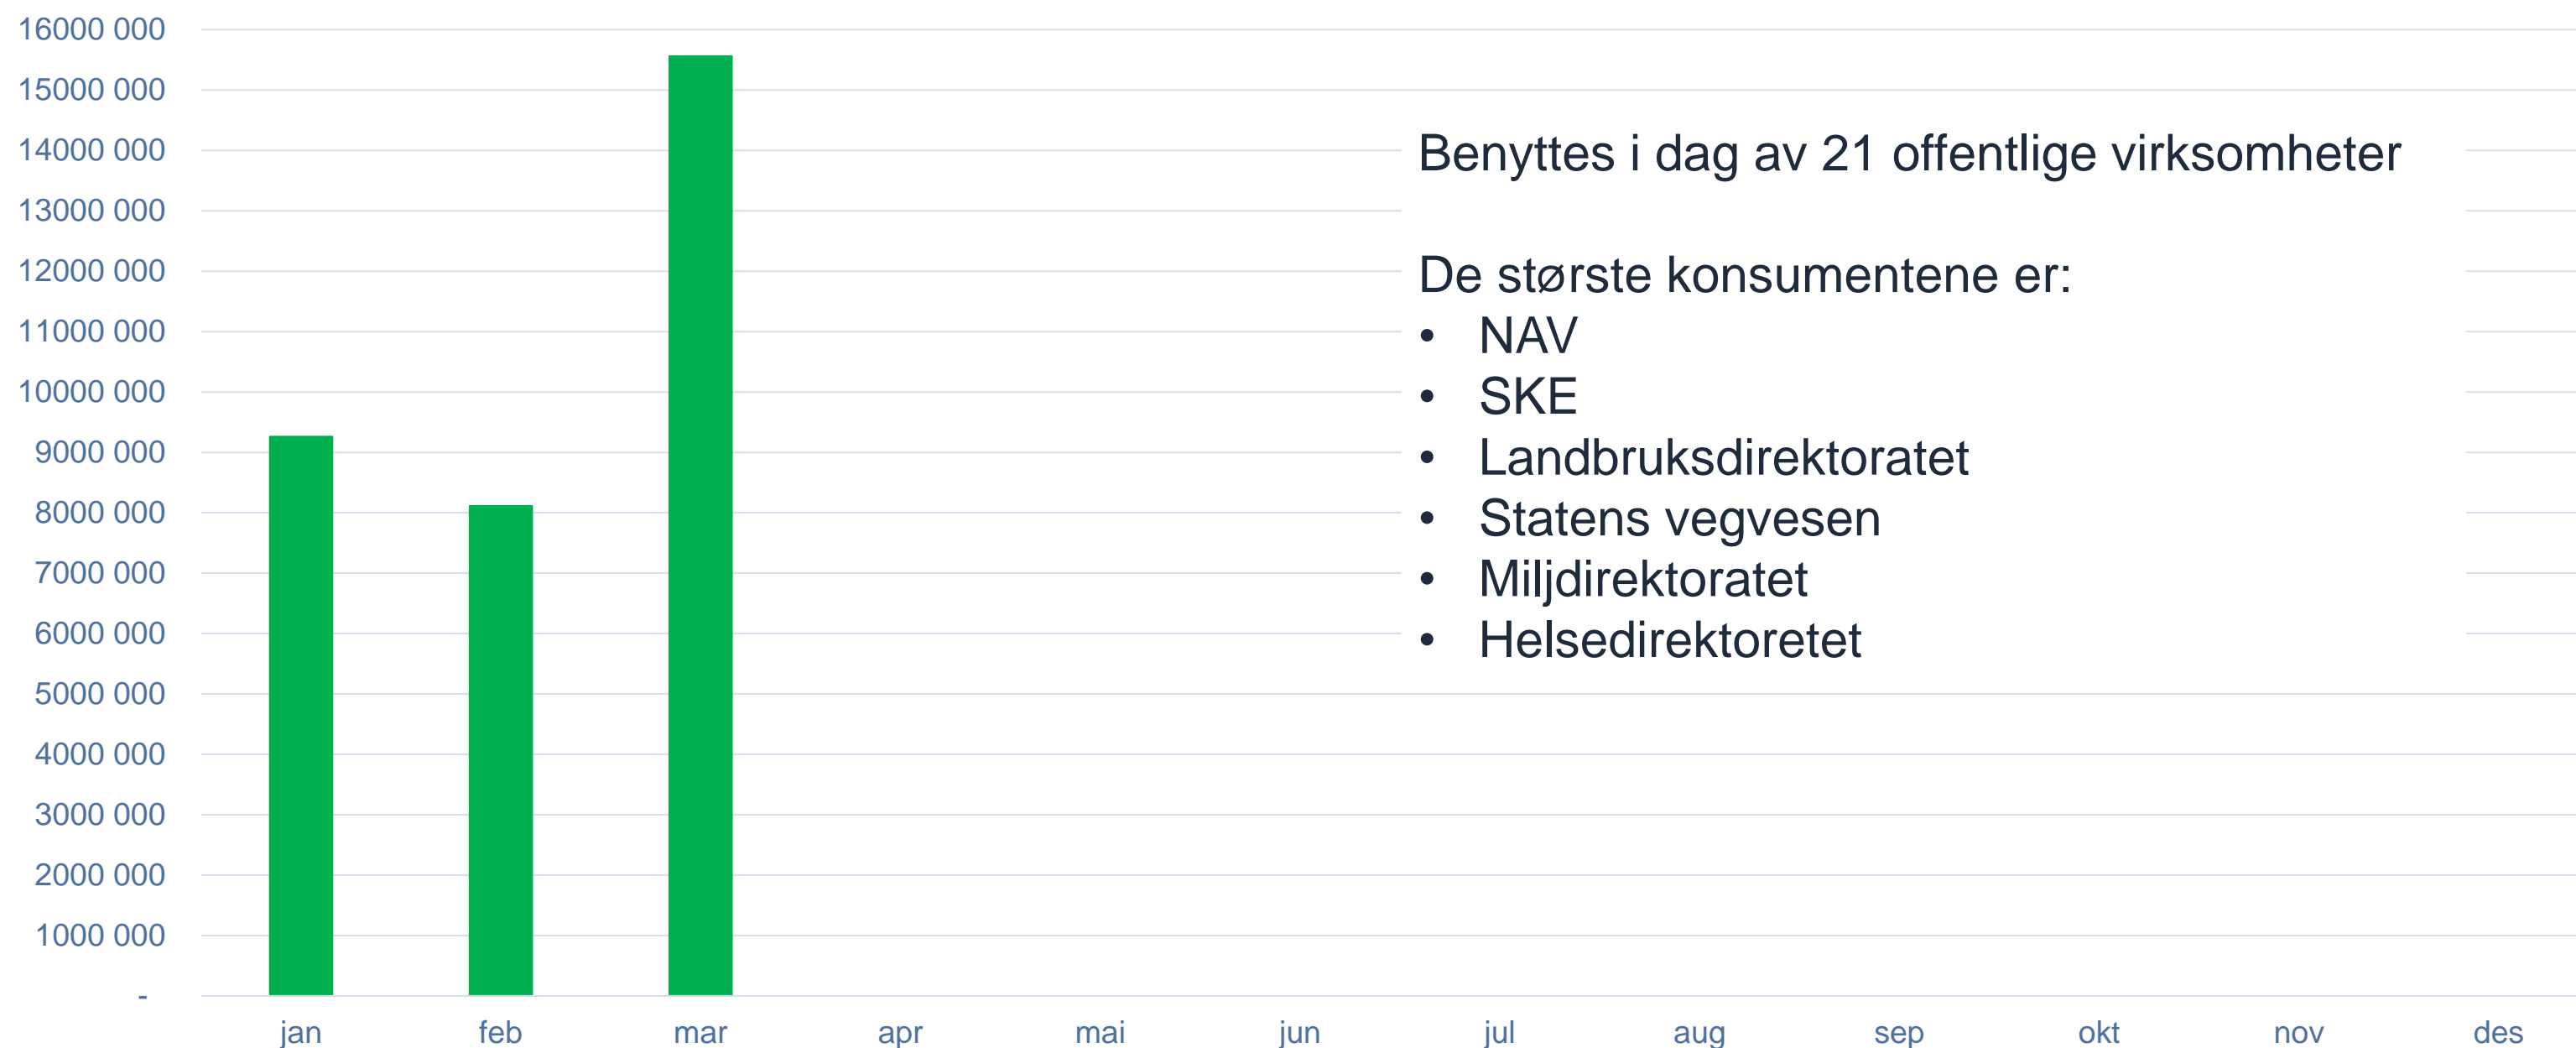 16000 000
15000 000
14000 000
13000 000
12000 000
11000 000
10000 000
9000 000
8000 000
7000 000
6000 000
5000 000
4000 000
3000 000
2000 000
1000 000
-
jan feb mar apr mai jun jul aug sep okt nov des
Benyttes i dag av 21 offentlige virksomheter
De største konsumentene er:
• NAV
• SKE
• Landbruksdirektoratet
• Statens vegvesen
• Miljdirektoratet
• Helsedirektoretet